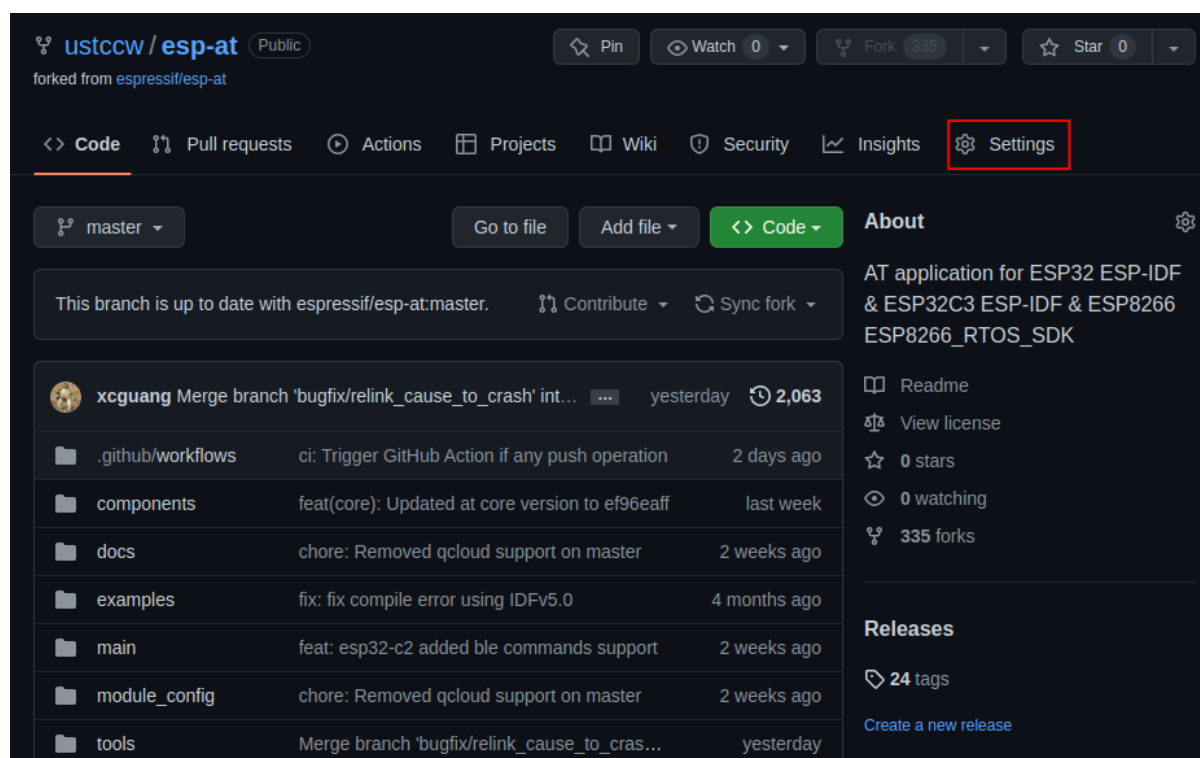 ustccw / esp-at Public
Pin Watch 0 Fork 335 Star 0
forked from espressif/esp-at
Code Pull requests Actions Projects Wiki Security Insights Settings
master Go to file Add file Code
This branch is up to date with espressif/esp-at:master. Contribute Sync fork
xcguang Merge branch 'bugfix/relink_cause_to_crash' int... ... yesterday 2,063
.github/workflows ci: Trigger GitHub Action if any push operation 2 days ago
components feat(core): Updated at core version to ef96eaff last week
docs chore: Removed qcloud support on master 2 weeks ago
examples fix: fix compile error using IDFv5.0 4 months ago
main feat: esp32-c2 added ble commands support 2 weeks ago
module_config chore: Removed qcloud support on master 2 weeks ago
tools Merge branch 'bugfix/relink_cause_to_cras... yesterday
About
AT application for ESP32 ESP-IDF
& ESP32C3 ESP-IDF & ESP8266
ESP8266_RTOS_SDK
Readme
View license
0 stars
0 watching
335 forks
Releases
24 tags
Create a new release